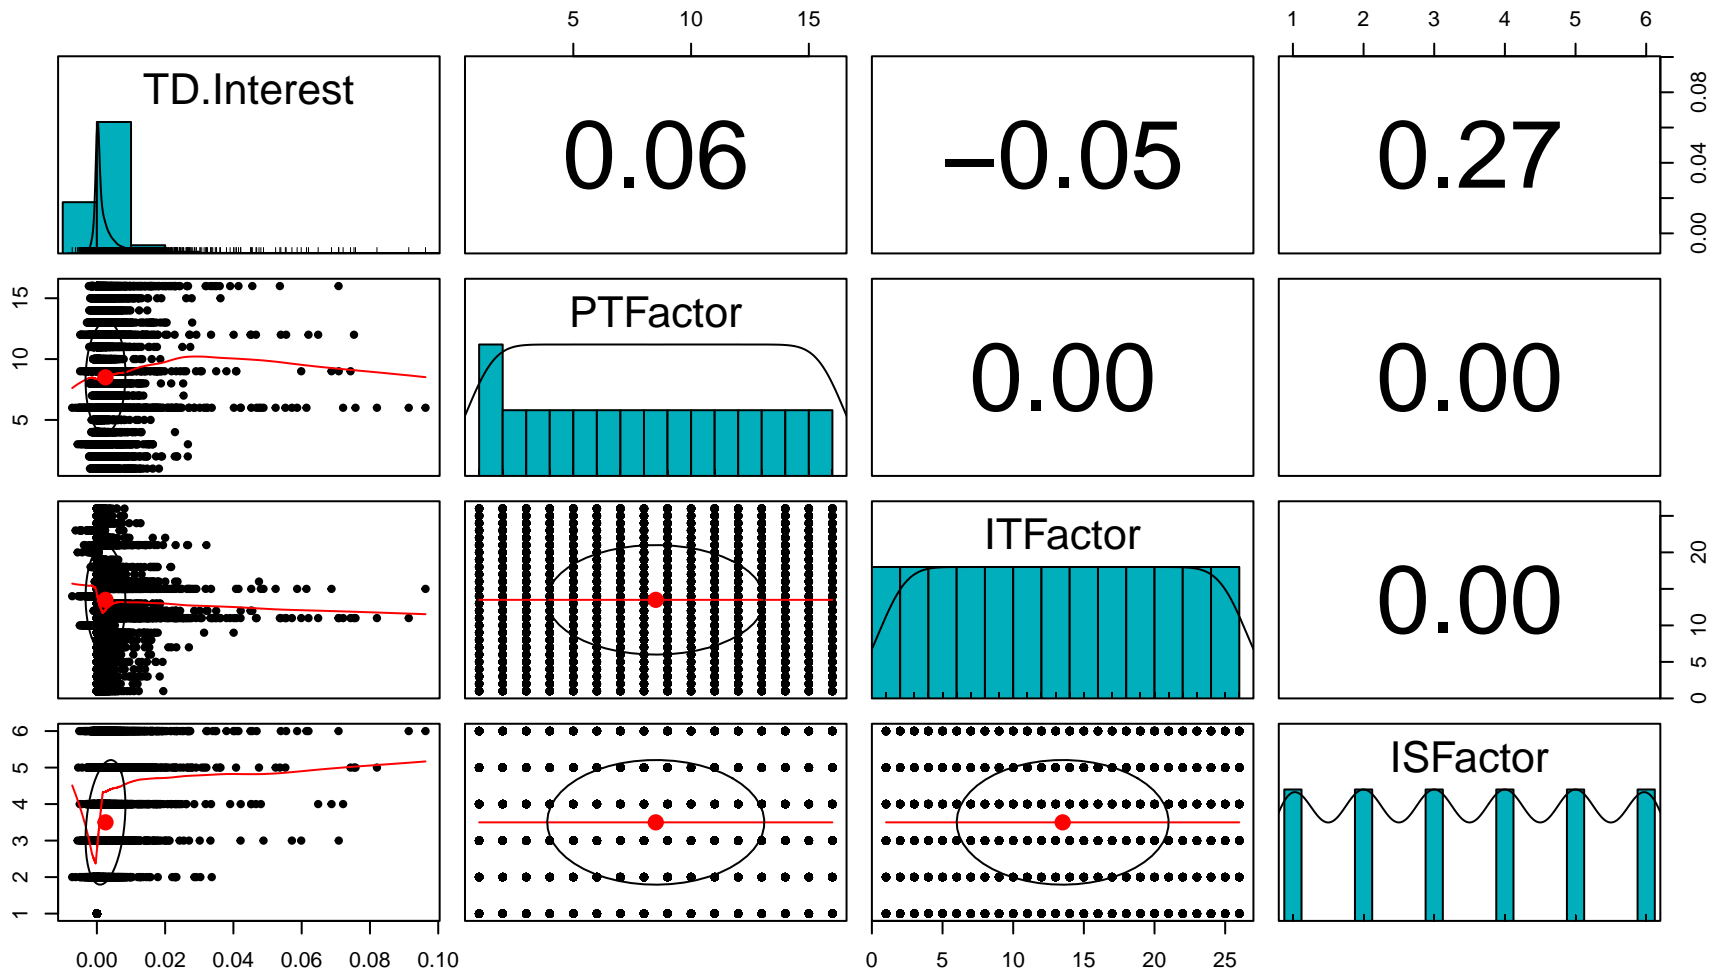 5 10 15 1 2 3 4 5 6
TD.Interest 0.06 −0.05 0.27 0.00 0.04 0.08
5 10 15 PTFactor 0.00 0.00
ITFactor 0.00 0 5 10 20
1 2 3 4 5 6 ISFactor
0.00 0.02 0.04 0.06 0.08 0.10 0 5 10 15 20 25